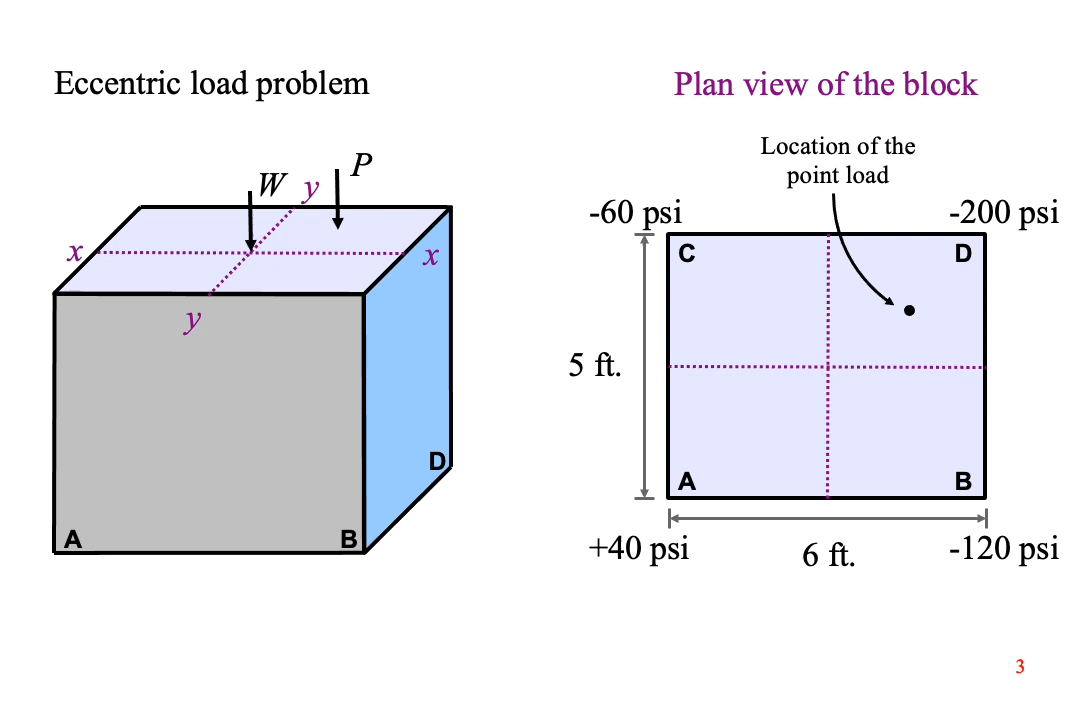 Eccentric load problem
Plan view of the block
Location of the
point load
W
y
P
x
x
y
A
B
D
-60 psi
-200 psi
C
D
5 ft.
A
B
+40 psi
6 ft.
-120 psi
3